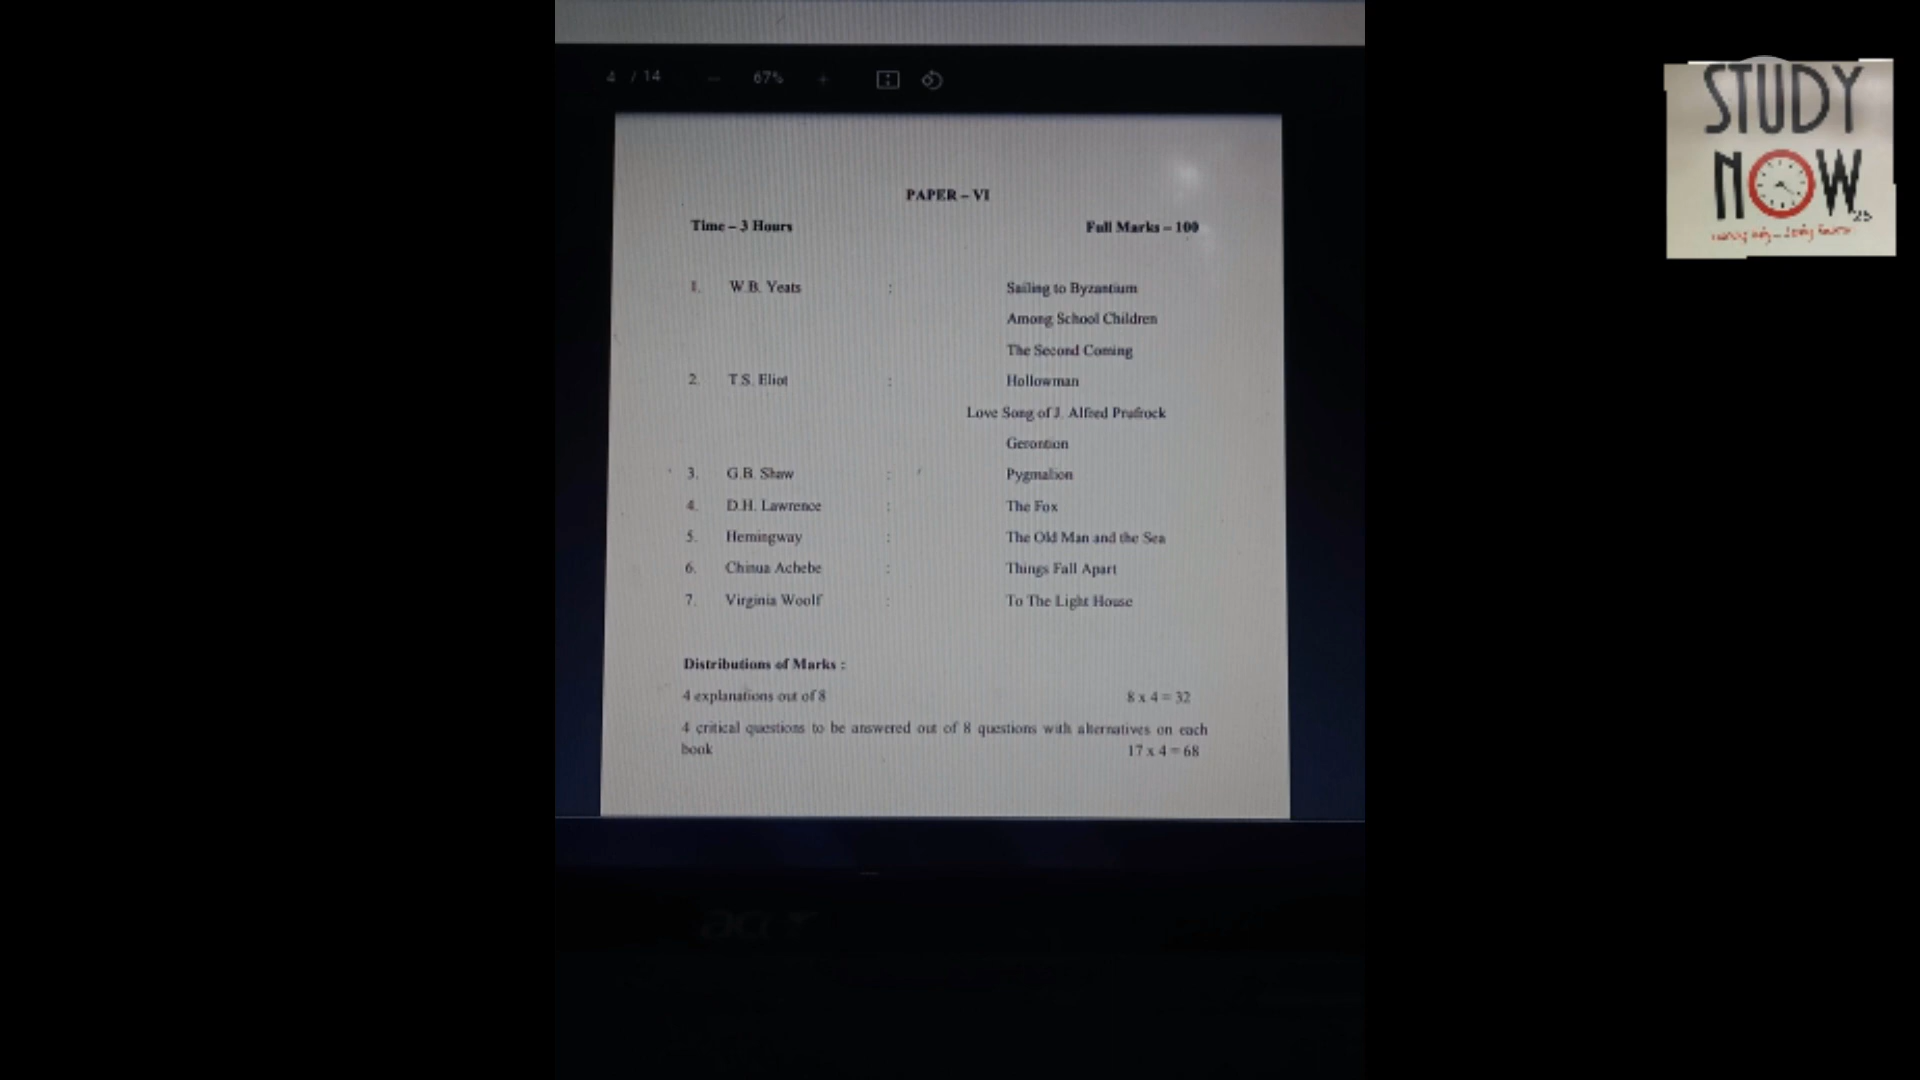 4 / 14 — 67% +
STUDY
NOW
25
PAPER – VI
Time – 3 Hours Full Marks – 100
1. W.B. Yeats : Sailing to Byzantium
Among School Children
The Second Coming
2. T.S. Eliot : Hollowman
Love Song of J. Alfred Prufrock
Gerontion
3. G.B. Shaw : Pygmalion
4. D.H. Lawrence : The Fox
5. Hemingway : The Old Man and the Sea
6. Chinua Achebe : Things Fall Apart
7. Virginia Woolf : To The Light House
Distributions of Marks :
4 explanations out of 8 8 x 4 = 32
4 critical questions to be answered out of 8 questions with alternatives on each
book 17 x 4 = 68
acer